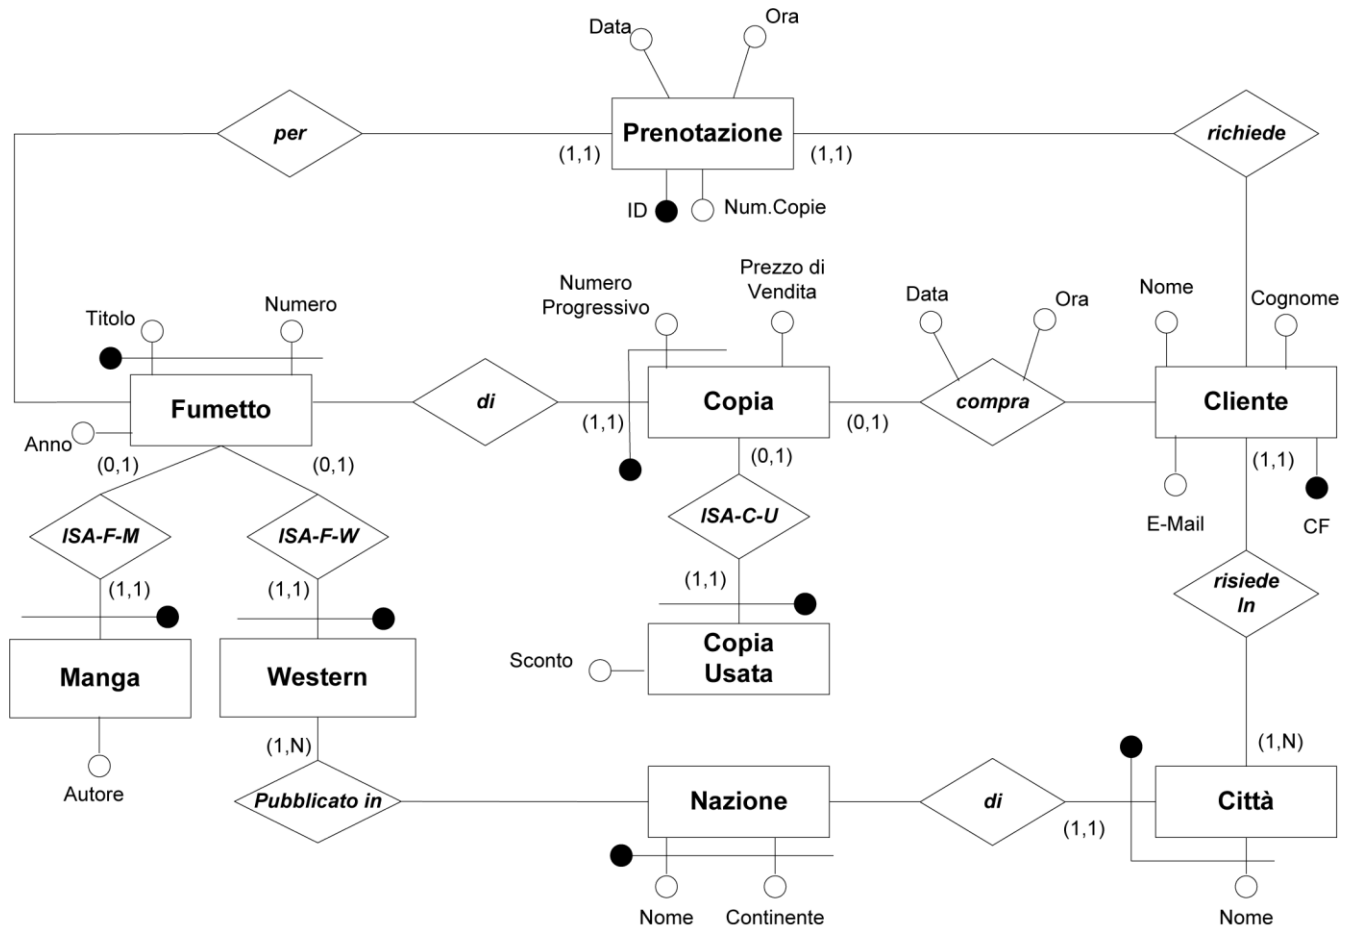 Data
Ora
per
Prenotazione
richiede
(1,1)
(1,1)
ID
Num.Copie
Numero
Progressivo
Prezzo di
Vendita
Data
Ora
Nome
Cognome
Titolo
Numero
Fumetto
di
Copia
compra
Cliente
(1,1)
(0,1)
Anno
(0,1)
(0,1)
(0,1)
(1,1)
E-Mail
CF
ISA-F-M
ISA-F-W
ISA-C-U
(1,1)
(1,1)
(1,1)
risiede
In
Manga
Western
Sconto
Copia
Usata
(1,N)
(1,N)
Autore
Pubblicato in
Nazione
di
(1,1)
Città
Nome
Continente
Nome